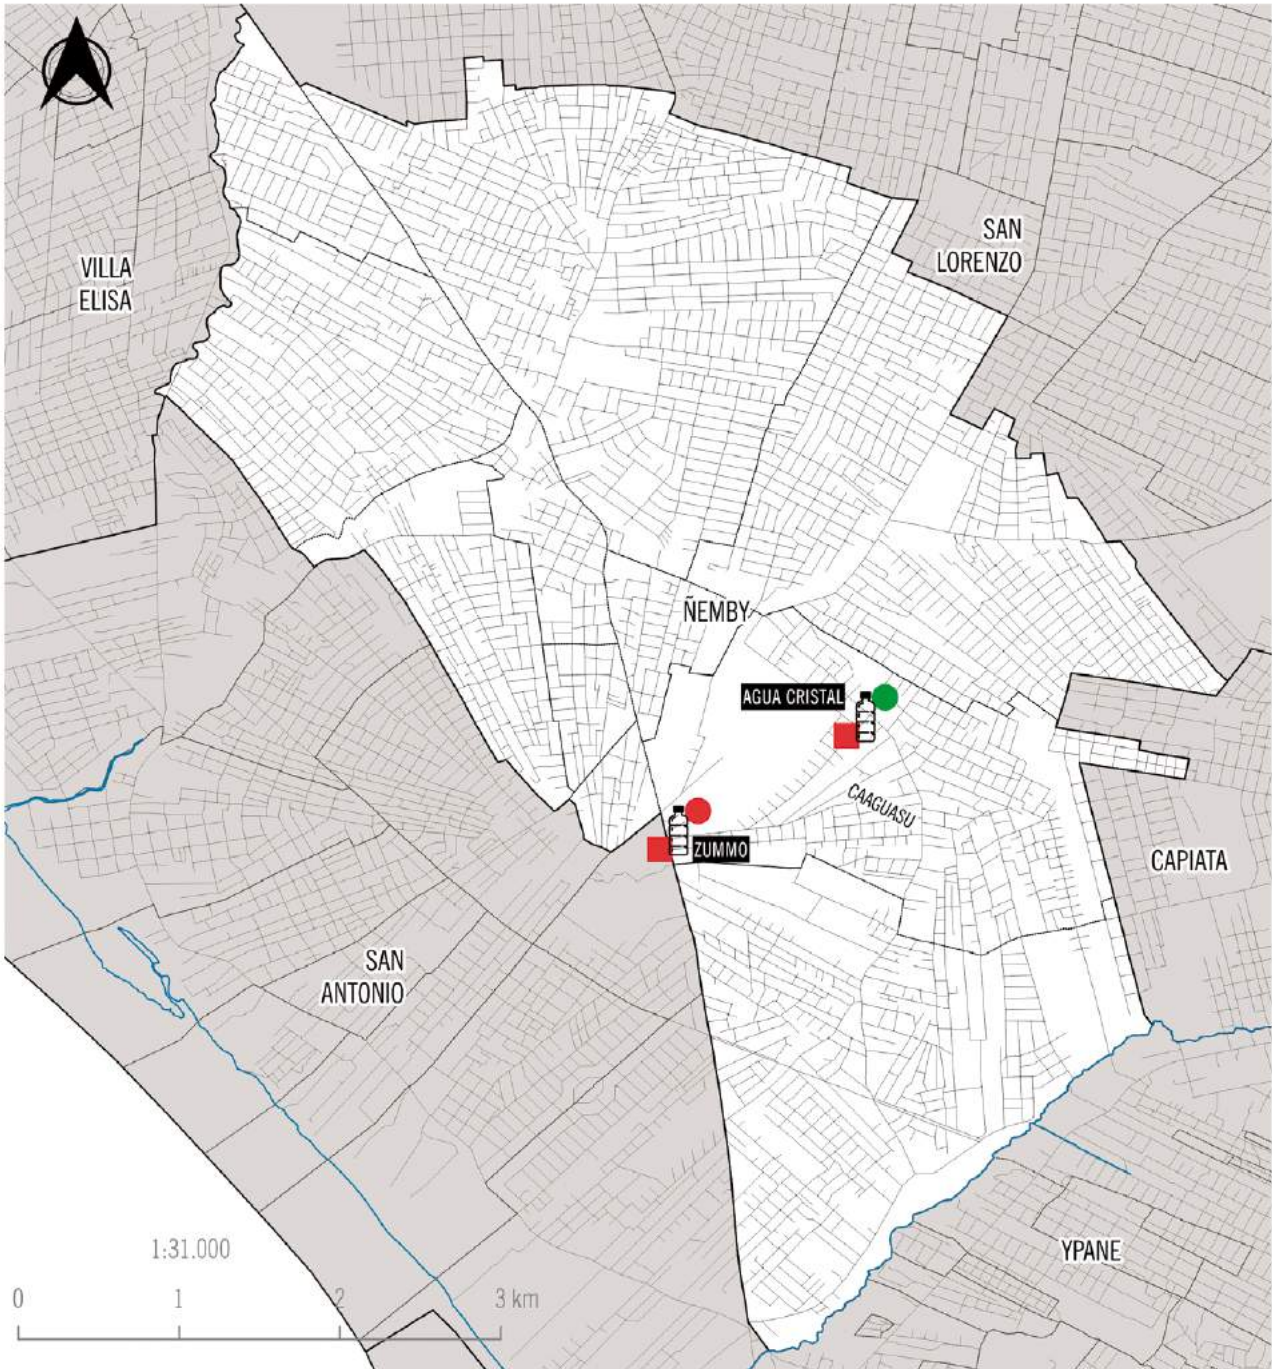 SAN
LORENZO
VILLA
ELISA
ÑEMBY
AGUA CRISTAL
CAAGUASU
ZUMMO
CAPIATA
SAN
ANTONIO
1:31.000
YPANE
0 1 2 3 km